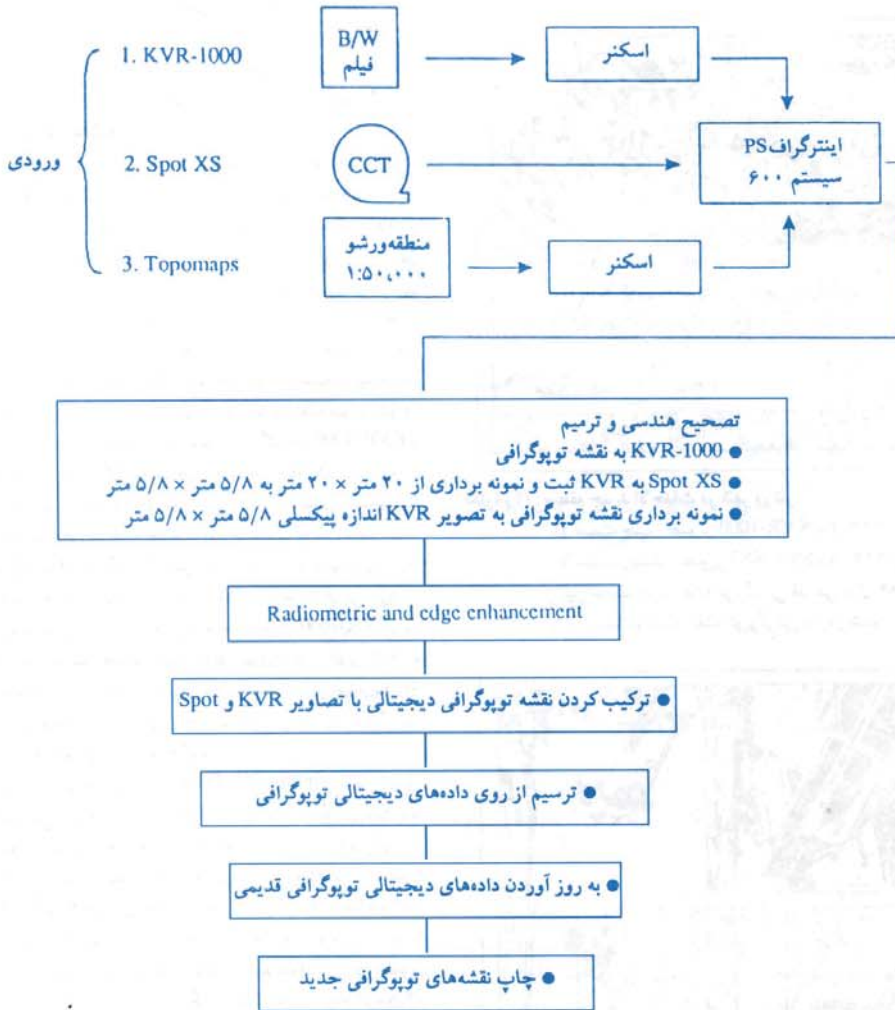 ورودی
1. KVR-1000
B/W
فیلم
اسکنر
2. Spot XS
CCT
اینترگراف PS
سیستم ۶۰۰
3. Topomaps
منطقه ورشو
۱:۵۰,۰۰۰
اسکنر
تصحیح هندسی و ترمیم
● KVR-1000 به نقشه توپوگرافی
● Spot XS به KVR ثبت و نمونه برداری از ۲۰ متر × ۲۰ متر به ۵/۸ متر × ۵/۸ متر
● نمونه برداری نقشه توپوگرافی به تصویر KVR اندازه پیکسلی ۵/۸ متر × ۵/۸ متر
Radiometric and edge enhancement
● ترکیب کردن نقشه توپوگرافی دیجیتالی با تصاویر KVR و Spot
● ترسیم از روی داده‌های دیجیتالی توپوگرافی
● به روز آوردن داده‌های دیجیتالی توپوگرافی قدیمی
● چاپ نقشه‌های توپوگرافی جدید